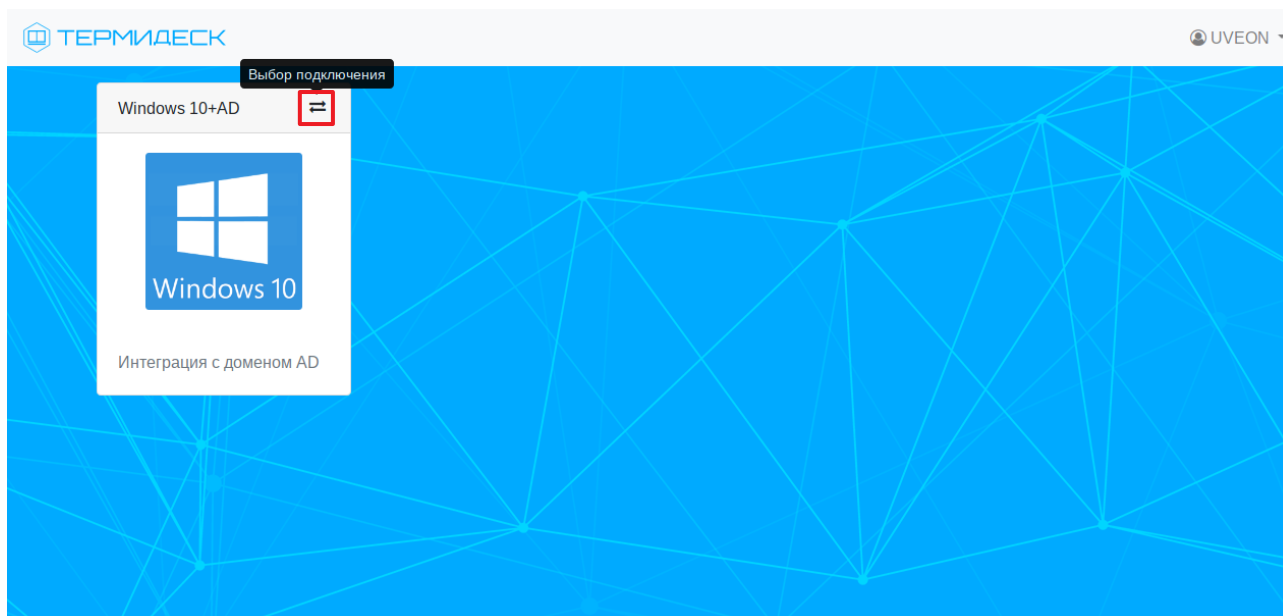 ТЕРМИДЕСК
UVEON
Выбор подключения
Windows 10+AD
Windows 10
Интеграция с доменом AD